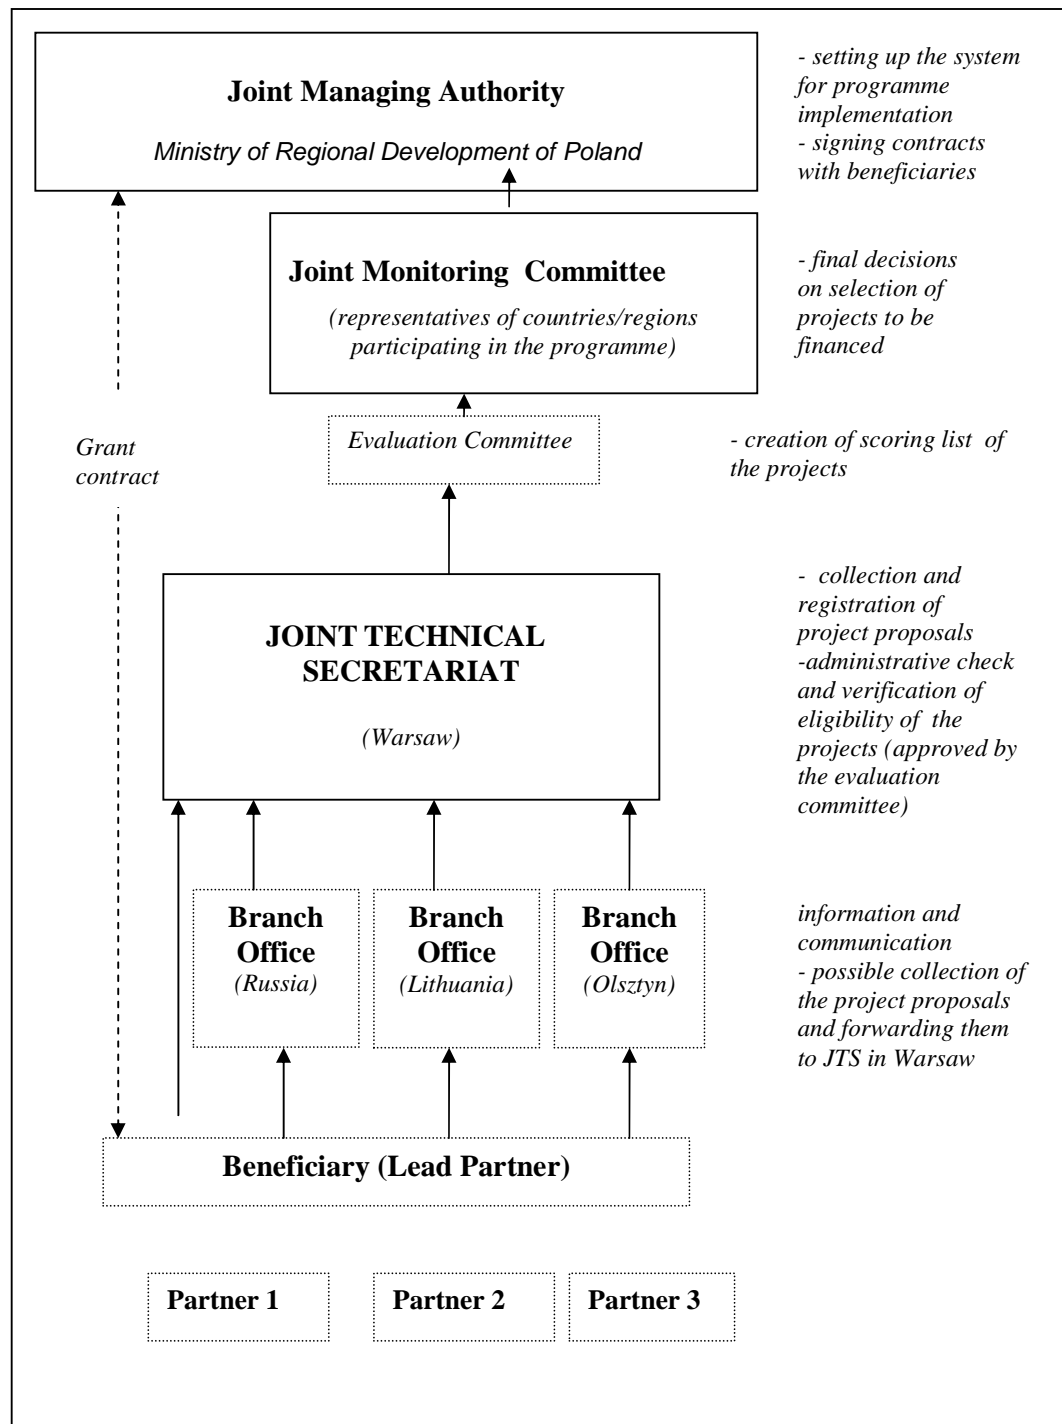 Joint Managing Authority
Ministry of Regional Development of Poland
- setting up the system
for programme
implementation
- signing contracts
with beneficiaries
Joint Monitoring Committee
(representatives of countries/regions
participating in the programme)
- final decisions
on selection of
projects to be
financed
Evaluation Committee
- creation of scoring list of
the projects
Grant
contract
JOINT TECHNICAL
SECRETARIAT
(Warsaw)
- collection and
registration of
project proposals
-administrative check
and verification of
eligibility of the
projects (approved by
the evaluation
committee)
Branch
Office
(Russia)
Branch
Office
(Lithuania)
Branch
Office
(Olsztyn)
information and
communication
- possible collection of
the project proposals
and forwarding them
to JTS in Warsaw
Beneficiary (Lead Partner)
Partner 1
Partner 2
Partner 3